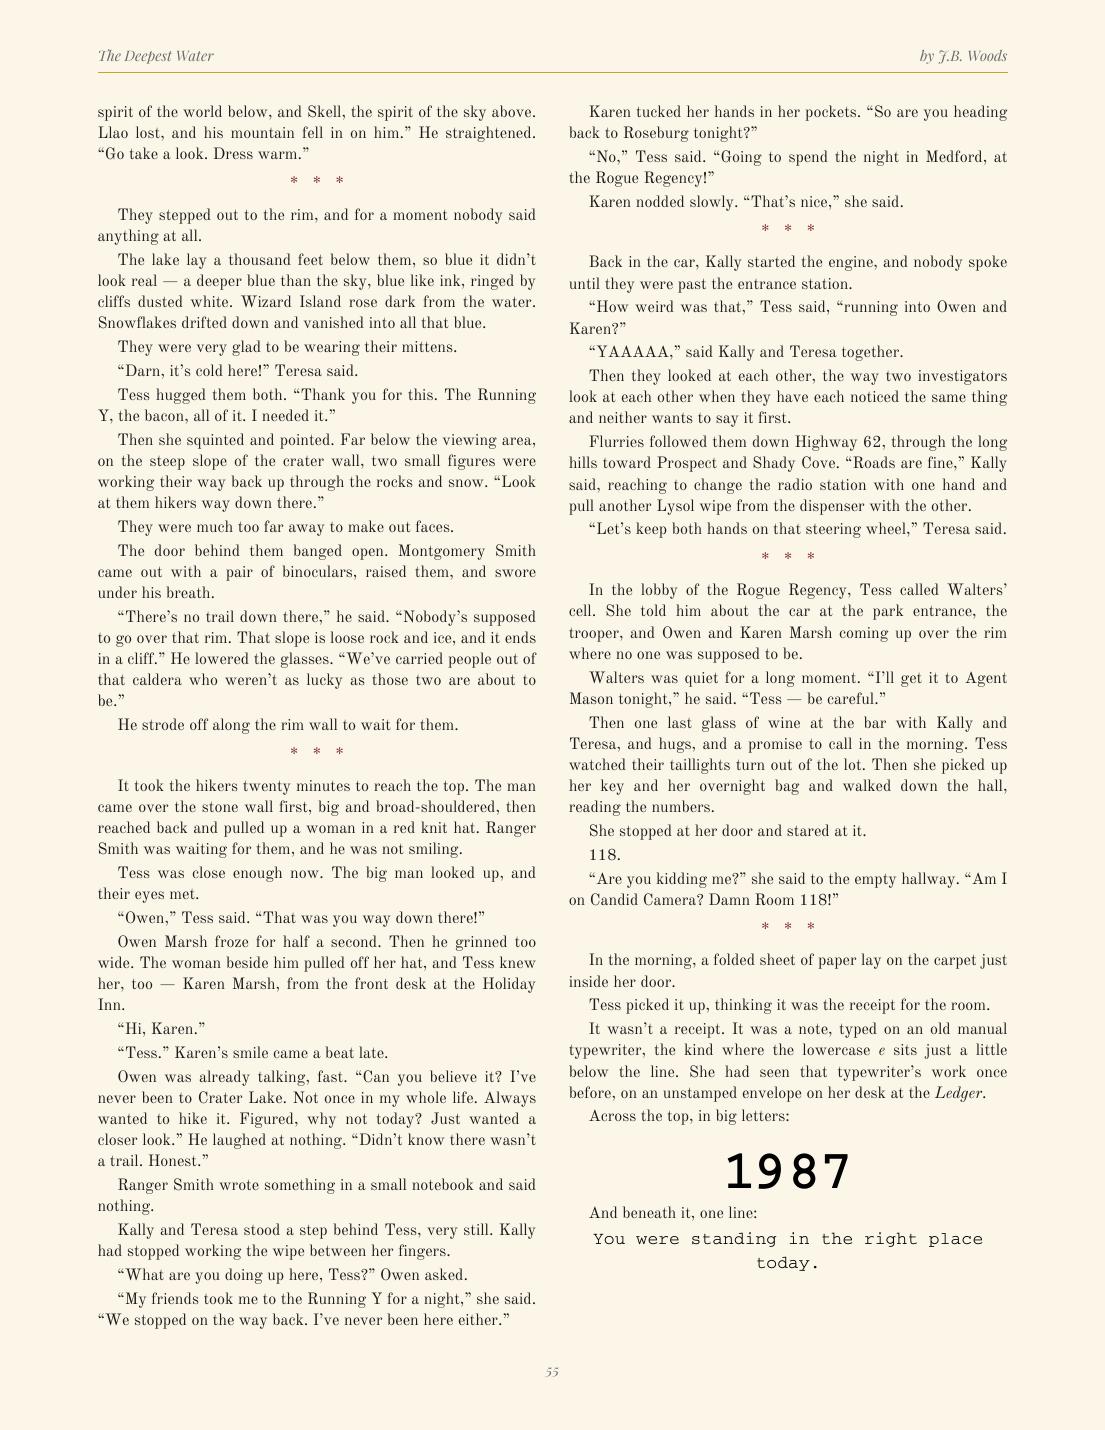 The Deepest Water
by J.B. Woods
spirit of the world below, and Skell, the spirit of the sky above.
Llao lost, and his mountain fell in on him.” He straightened.
“Go take a look. Dress warm.”
* * *
They stepped out to the rim, and for a moment nobody said
anything at all.
The lake lay a thousand feet below them, so blue it didn’t
look real — a deeper blue than the sky, blue like ink, ringed by
cliffs dusted white. Wizard Island rose dark from the water.
Snowflakes drifted down and vanished into all that blue.
They were very glad to be wearing their mittens.
“Darn, it’s cold here!” Teresa said.
Tess hugged them both. “Thank you for this. The Running
Y, the bacon, all of it. I needed it.”
Then she squinted and pointed. Far below the viewing area,
on the steep slope of the crater wall, two small figures were
working their way back up through the rocks and snow. “Look
at them hikers way down there.”
They were much too far away to make out faces.
The door behind them banged open. Montgomery Smith
came out with a pair of binoculars, raised them, and swore
under his breath.
“There’s no trail down there,” he said. “Nobody’s supposed
to go over that rim. That slope is loose rock and ice, and it ends
in a cliff.” He lowered the glasses. “We’ve carried people out of
that caldera who weren’t as lucky as those two are about to
be.”
He strode off along the rim wall to wait for them.
* * *
It took the hikers twenty minutes to reach the top. The man
came over the stone wall first, big and broad-shouldered, then
reached back and pulled up a woman in a red knit hat. Ranger
Smith was waiting for them, and he was not smiling.
Tess was close enough now. The big man looked up, and
their eyes met.
“Owen,” Tess said. “That was you way down there!”
Owen Marsh froze for half a second. Then he grinned too
wide. The woman beside him pulled off her hat, and Tess knew
her, too — Karen Marsh, from the front desk at the Holiday
Inn.
“Hi, Karen.”
“Tess.” Karen’s smile came a beat late.
Owen was already talking, fast. “Can you believe it? I’ve
never been to Crater Lake. Not once in my whole life. Always
wanted to hike it. Figured, why not today? Just wanted a
closer look.” He laughed at nothing. “Didn’t know there wasn’t
a trail. Honest.”
Ranger Smith wrote something in a small notebook and said
nothing.
Kally and Teresa stood a step behind Tess, very still. Kally
had stopped working the wipe between her fingers.
“What are you doing up here, Tess?” Owen asked.
“My friends took me to the Running Y for a night,” she said.
“We stopped on the way back. I’ve never been here either.”
Karen tucked her hands in her pockets. “So are you heading
back to Roseburg tonight?”
“No,” Tess said. “Going to spend the night in Medford, at
the Rogue Regency!”
Karen nodded slowly. “That’s nice,” she said.
* * *
Back in the car, Kally started the engine, and nobody spoke
until they were past the entrance station.
“How weird was that,” Tess said, “running into Owen and
Karen?”
“YAAAAA,” said Kally and Teresa together.
Then they looked at each other, the way two investigators
look at each other when they have each noticed the same thing
and neither wants to say it first.
Flurries followed them down Highway 62, through the long
hills toward Prospect and Shady Cove. “Roads are fine,” Kally
said, reaching to change the radio station with one hand and
pull another Lysol wipe from the dispenser with the other.
“Let’s keep both hands on that steering wheel,” Teresa said.
* * *
In the lobby of the Rogue Regency, Tess called Walters’
cell. She told him about the car at the park entrance, the
trooper, and Owen and Karen Marsh coming up over the rim
where no one was supposed to be.
Walters was quiet for a long moment. “I’ll get it to Agent
Mason tonight,” he said. “Tess — be careful.”
Then one last glass of wine at the bar with Kally and
Teresa, and hugs, and a promise to call in the morning. Tess
watched their taillights turn out of the lot. Then she picked up
her key and her overnight bag and walked down the hall,
reading the numbers.
She stopped at her door and stared at it.
118.
“Are you kidding me?” she said to the empty hallway. “Am I
on Candid Camera? Damn Room 118!”
* * *
In the morning, a folded sheet of paper lay on the carpet just
inside her door.
Tess picked it up, thinking it was the receipt for the room.
It wasn’t a receipt. It was a note, typed on an old manual
typewriter, the kind where the lowercase e sits just a little
below the line. She had seen that typewriter’s work once
before, on an unstamped envelope on her desk at the Ledger.
Across the top, in big letters:
1987
And beneath it, one line:
You were standing in the right place
today.
55